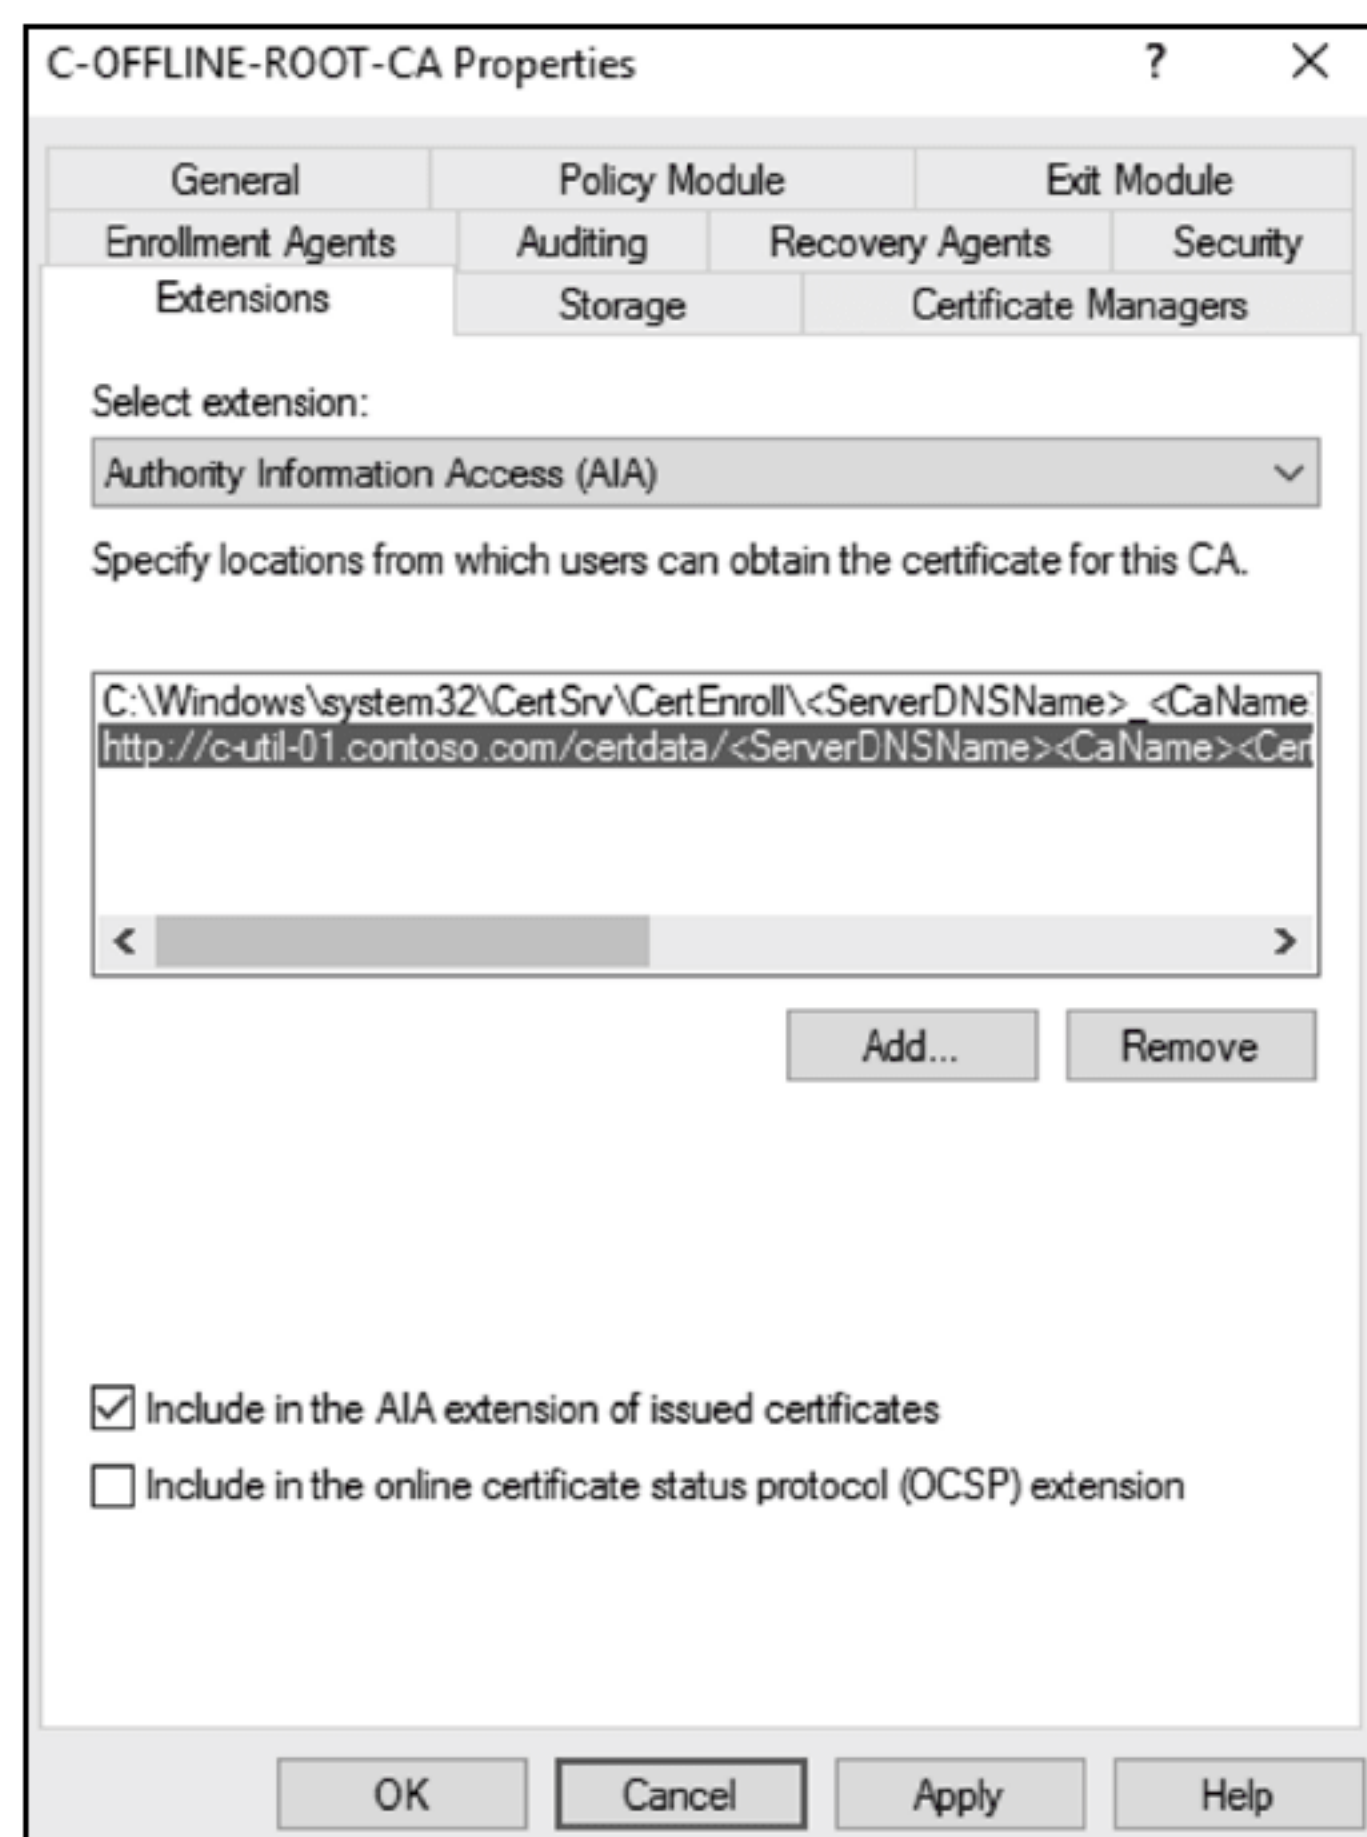 C-OFFLINE-ROOT-CA Properties ? ×
General Policy Module Exit Module
Enrollment Agents Auditing Recovery Agents Security
Extensions Storage Certificate Managers
Select extension:
Authority Information Access (AIA)
Specify locations from which users can obtain the certificate for this CA.
C:\Windows\system32\CertSrv\CertEnroll\<ServerDNSName>_<CaName>
http://c-util-01.contoso.com/certdata/<ServerDNSName><CaName><Cert
Add... Remove
Include in the AIA extension of issued certificates
Include in the online certificate status protocol (OCSP) extension
OK Cancel Apply Help